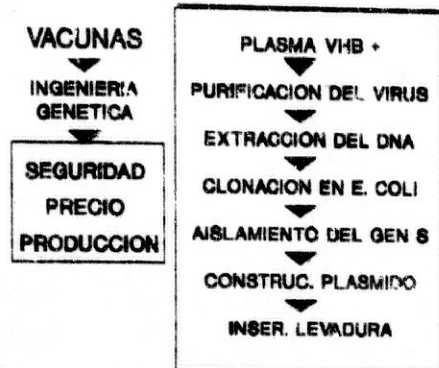 VACUNAS
INGENIERIA
GENETICA
SEGURIDAD
PRECIO
PRODUCCION
PLASMA VHB +
PURIFICACION DEL VIRUS
EXTRACCION DEL DNA
CLONACION EN E. COLI
AISLAMIENTO DEL GEN S
CONSTRUC. PLASMIDO
INSER. LEVADURA